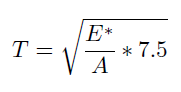 T = √(E*/A * 7.5)